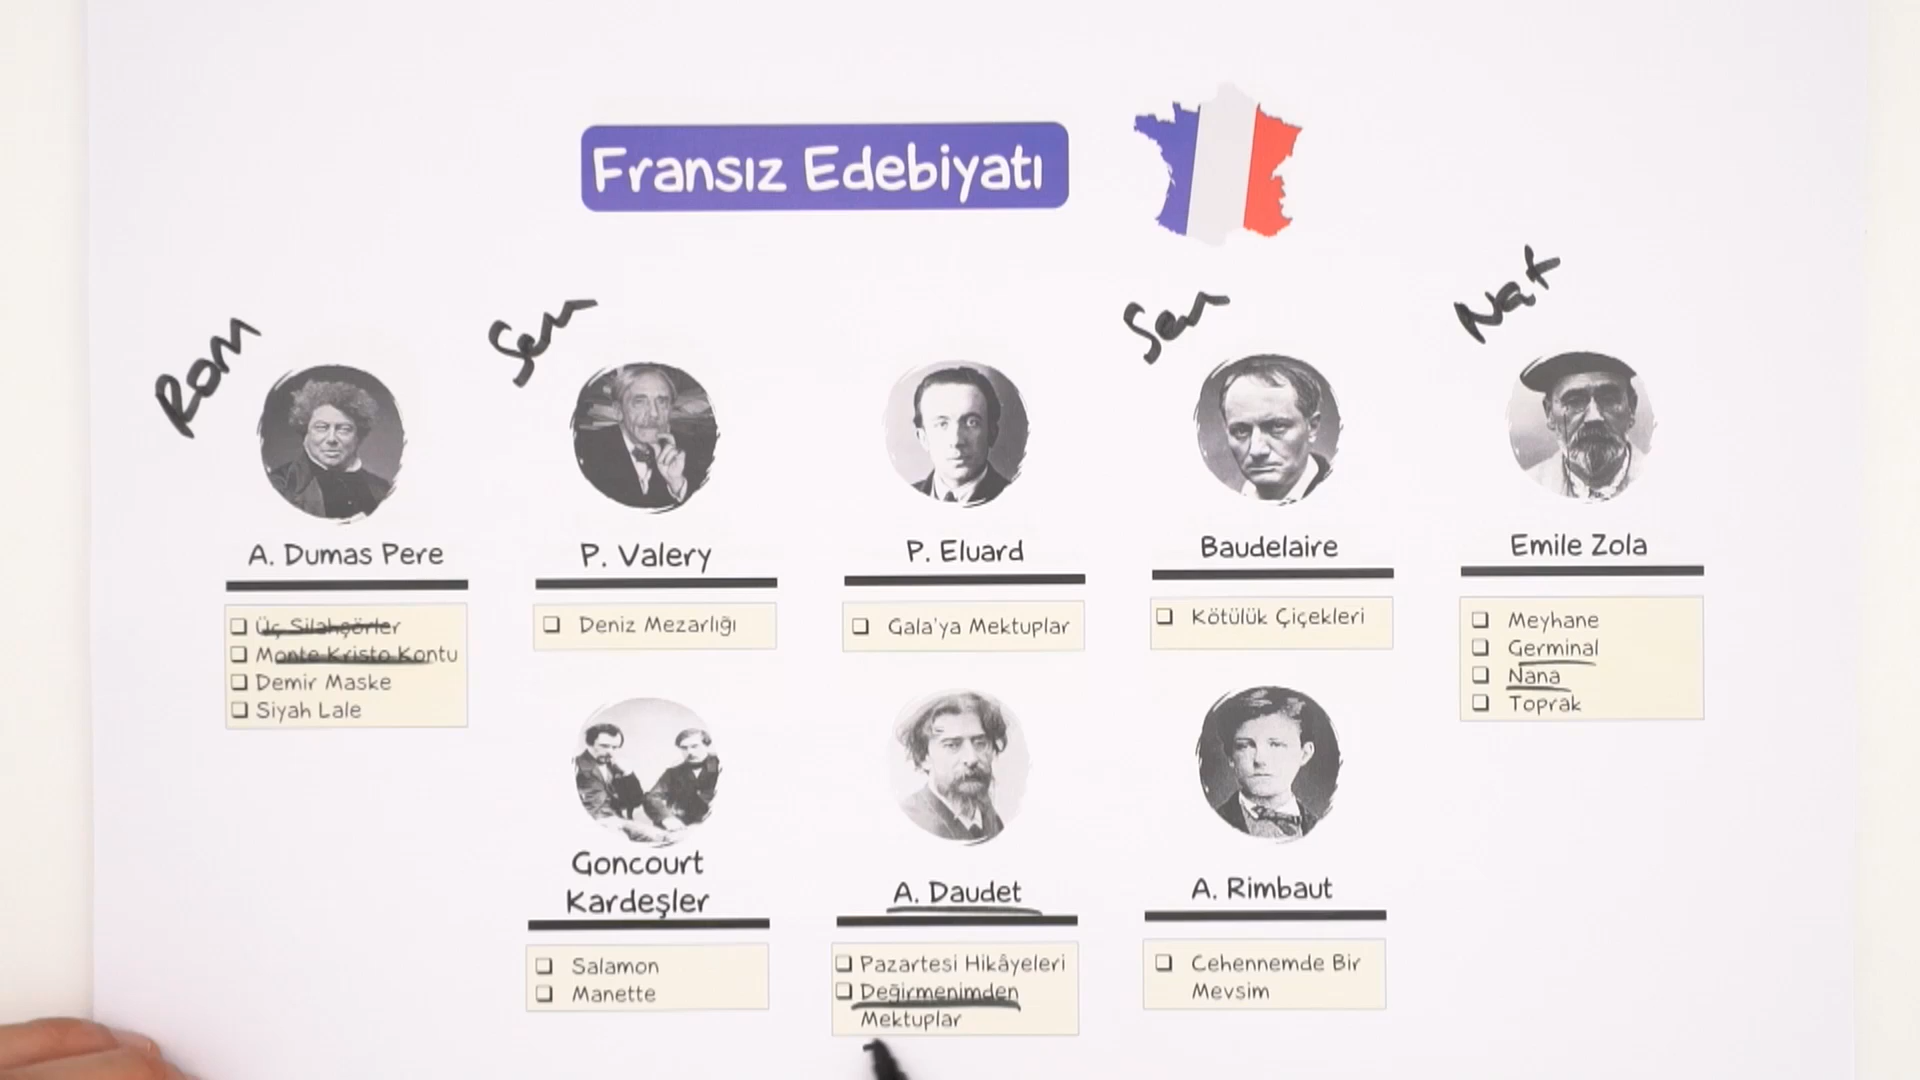 Fransız Edebiyatı
Rom
Sem
Sem
Nat
A. Dumas Pere
Üç Silahşörler
Monte Kristo Kontu
Demir Maske
Siyah Lale
P. Valery
Deniz Mezarlığı
P. Eluard
Gala'ya Mektuplar
Baudelaire
Kötülük Çiçekleri
Emile Zola
Meyhane
Germinal
Nana
Toprak
Goncourt
Kardeşler
Salamon
Manette
A. Daudet
Pazartesi Hikâyeleri
Değirmenimden
Mektuplar
A. Rimbaut
Cehennemde Bir
Mevsim